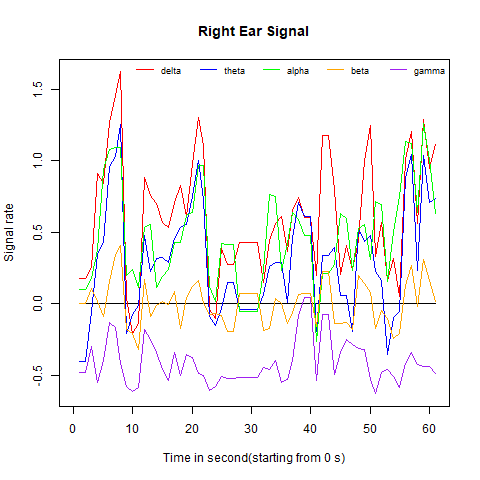 Right Ear Signal
delta theta alpha beta gamma
Signal rate
1.5
1.0
0.5
0.0
-0.5
0 10 20 30 40 50 60
Time in second(starting from 0 s)